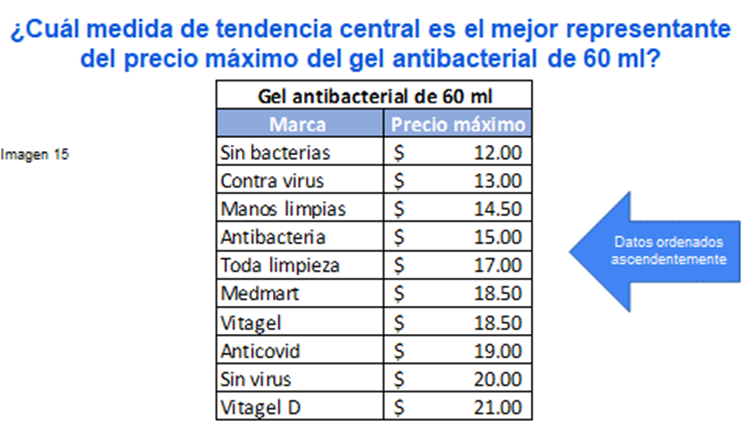 ¿Cuál medida de tendencia central es el mejor representante
del precio máximo del gel antibacterial de 60 ml?
Gel antibacterial de 60 ml
Marca Precio máximo
Imagen 15
Sin bacterias $ 12.00
Contra virus $ 13.00
Manos limpias $ 14.50
Antibacteria $ 15.00
Toda limpieza $ 17.00
Medmart $ 18.50
Vitagel $ 18.50
Anticovid $ 19.00
Sin virus $ 20.00
Vitagel D $ 21.00
Datos ordenados
ascendentemente